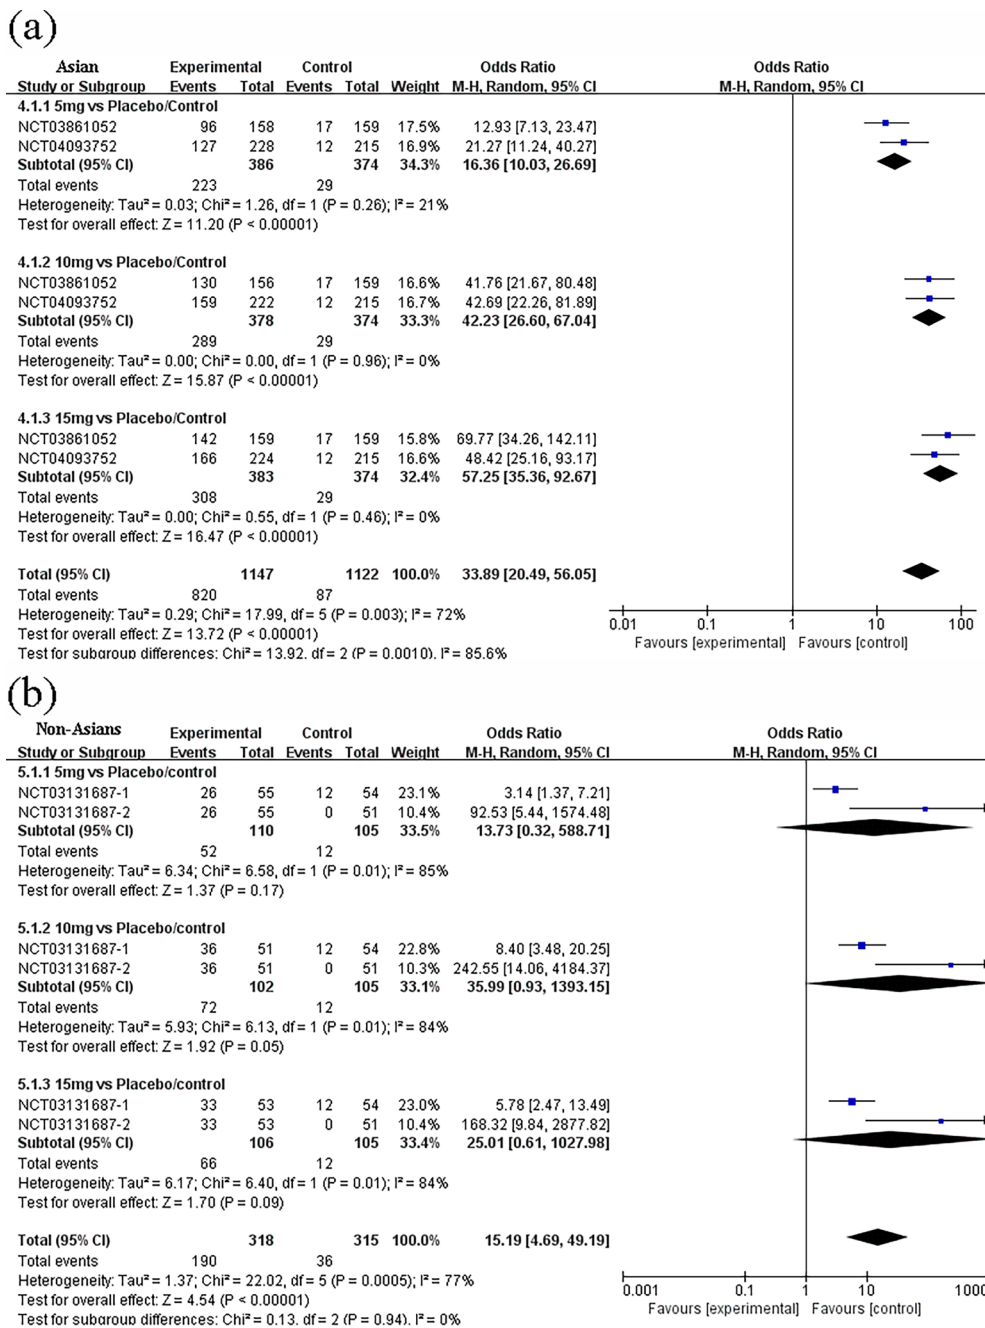 (a)
Asian Experimental Control Odds Ratio Odds Ratio
Study or Subgroup Events Total Events Total Weight M-H, Random, 95% CI M-H, Random, 95% CI
4.1.1 5mg vs Placebo/Control
NCT03861052 96 158 17 159 17.5% 12.93 [7.13, 23.47]
NCT04093752 127 228 12 215 16.9% 21.27 [11.24, 40.27]
Subtotal (95% CI) 386 374 34.3% 16.36 [10.03, 26.69]
Total events 223 29
Heterogeneity: Tau² = 0.03; Chi² = 1.26, df = 1 (P = 0.26); I² = 21%
Test for overall effect: Z = 11.20 (P < 0.00001)
4.1.2 10mg vs Placebo/Control
NCT03861052 130 156 17 159 16.6% 41.76 [21.67, 80.48]
NCT04093752 159 222 12 215 16.7% 42.69 [22.26, 81.89]
Subtotal (95% CI) 378 374 33.3% 42.23 [26.60, 67.04]
Total events 289 29
Heterogeneity: Tau² = 0.00; Chi² = 0.00, df = 1 (P = 0.96); I² = 0%
Test for overall effect: Z = 15.87 (P < 0.00001)
4.1.3 15mg vs Placebo/Control
NCT03861052 142 159 17 159 15.8% 69.77 [34.26, 142.11]
NCT04093752 166 224 12 215 16.6% 48.42 [25.16, 93.17]
Subtotal (95% CI) 383 374 32.4% 57.25 [35.36, 92.67]
Total events 308 29
Heterogeneity: Tau² = 0.00; Chi² = 0.55, df = 1 (P = 0.46); I² = 0%
Test for overall effect: Z = 16.47 (P < 0.00001)
Total (95% CI) 1147 1122 100.0% 33.89 [20.49, 56.05]
Total events 820 87
Heterogeneity: Tau² = 0.29; Chi² = 17.99, df = 5 (P = 0.003); I² = 72%
Test for overall effect: Z = 13.72 (P < 0.00001)
Test for subgroup differences: Chi² = 13.92. df = 2 (P = 0.0010). I² = 85.6%
0.01 0.1 1 10 100
Favours [experimental] Favours [control]
(b)
Non-Asians Experimental Control Odds Ratio Odds Ratio
Study or Subgroup Events Total Events Total Weight M-H, Random, 95% CI M-H, Random, 95% CI
5.1.1 5mg vs Placebo/control
NCT03131687-1 26 55 12 54 23.1% 3.14 [1.37, 7.21]
NCT03131687-2 26 55 0 51 10.4% 92.53 [5.44, 1574.48]
Subtotal (95% CI) 110 105 33.5% 13.73 [0.32, 588.71]
Total events 52 12
Heterogeneity: Tau² = 6.34; Chi² = 6.58, df = 1 (P = 0.01); I² = 85%
Test for overall effect: Z = 1.37 (P = 0.17)
5.1.2 10mg vs Placebo/control
NCT03131687-1 36 51 12 54 22.8% 8.40 [3.48, 20.25]
NCT03131687-2 36 51 0 51 10.3% 242.55 [14.06, 4184.37]
Subtotal (95% CI) 102 105 33.1% 35.99 [0.93, 1393.15]
Total events 72 12
Heterogeneity: Tau² = 5.93; Chi² = 6.13, df = 1 (P = 0.01); I² = 84%
Test for overall effect: Z = 1.92 (P = 0.05)
5.1.3 15mg vs Placebo/control
NCT03131687-1 33 53 12 54 23.0% 5.78 [2.47, 13.49]
NCT03131687-2 33 53 0 51 10.4% 168.32 [9.84, 2877.82]
Subtotal (95% CI) 106 105 33.4% 25.01 [0.61, 1027.98]
Total events 66 12
Heterogeneity: Tau² = 6.17; Chi² = 6.40, df = 1 (P = 0.01); I² = 84%
Test for overall effect: Z = 1.70 (P = 0.09)
Total (95% CI) 318 315 100.0% 15.19 [4.69, 49.19]
Total events 190 36
Heterogeneity: Tau² = 1.37; Chi² = 22.02, df = 5 (P = 0.0005); I² = 77%
Test for overall effect: Z = 4.54 (P < 0.00001)
Test for subgroup differences: Chi² = 0.13. df = 2 (P = 0.94). I² = 0%
0.001 0.1 1 10 1000
Favours [experimental] Favours [control]